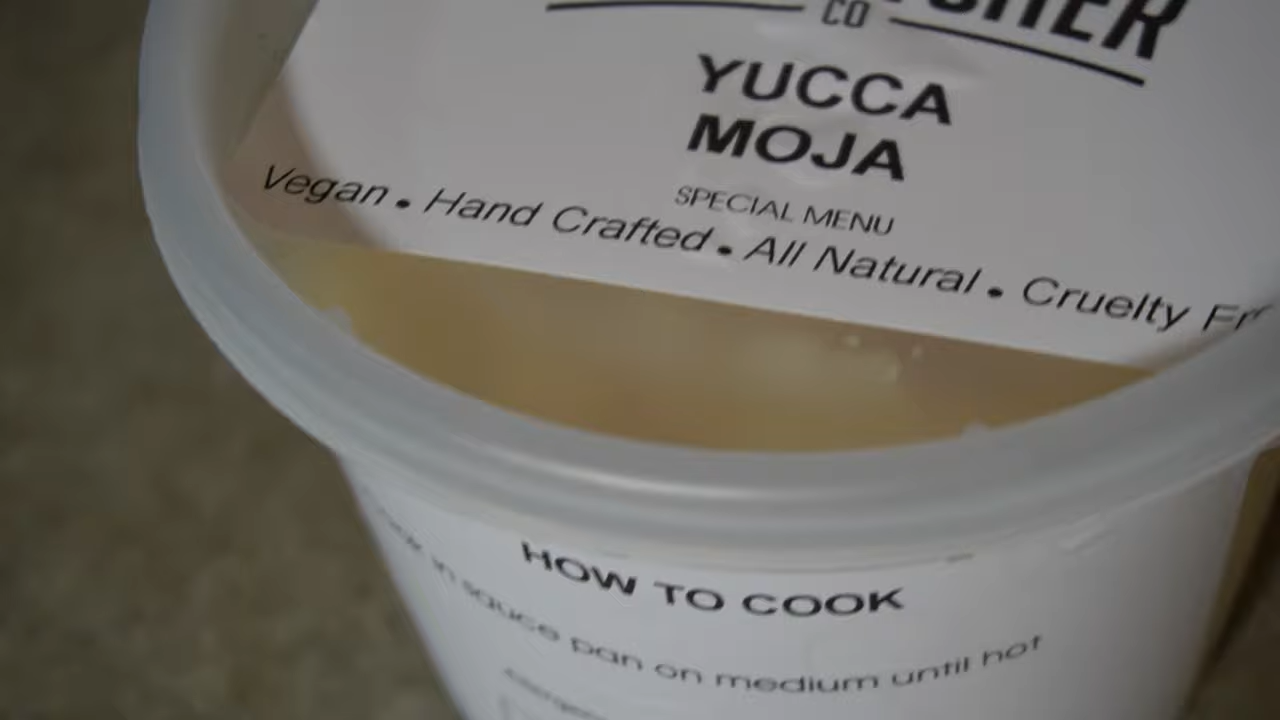 CO
YUCCA
MOJA
SPECIAL MENU
Vegan • Hand Crafted • All Natural • Cruelty
HOW TO COOK
in sauce pan on medium until hot